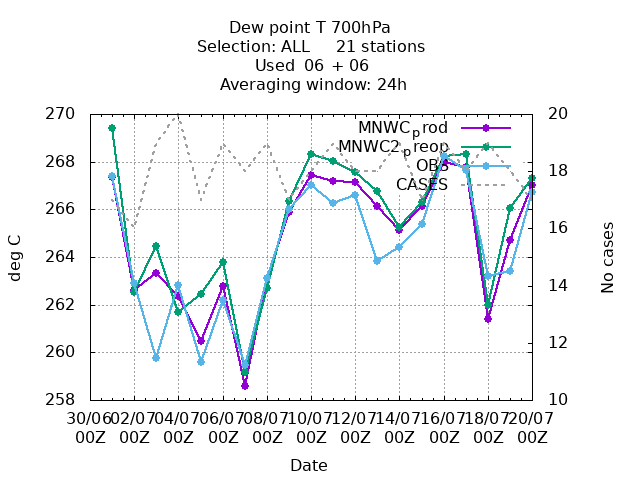 Dew point T 700hPa
Selection: ALL 21 stations
Used 06 + 06
Averaging window: 24h
270
268
266
264
262
260
258
deg C
20
18
16
14
12
10
No cases
MNWCprod
MNWC2preop
OBS
CASES
30/06 02/07 04/07 06/07 08/07 10/07 12/07 14/07 16/07 18/07 20/07
00Z 00Z 00Z 00Z 00Z 00Z 00Z 00Z 00Z 00Z 00Z
Date